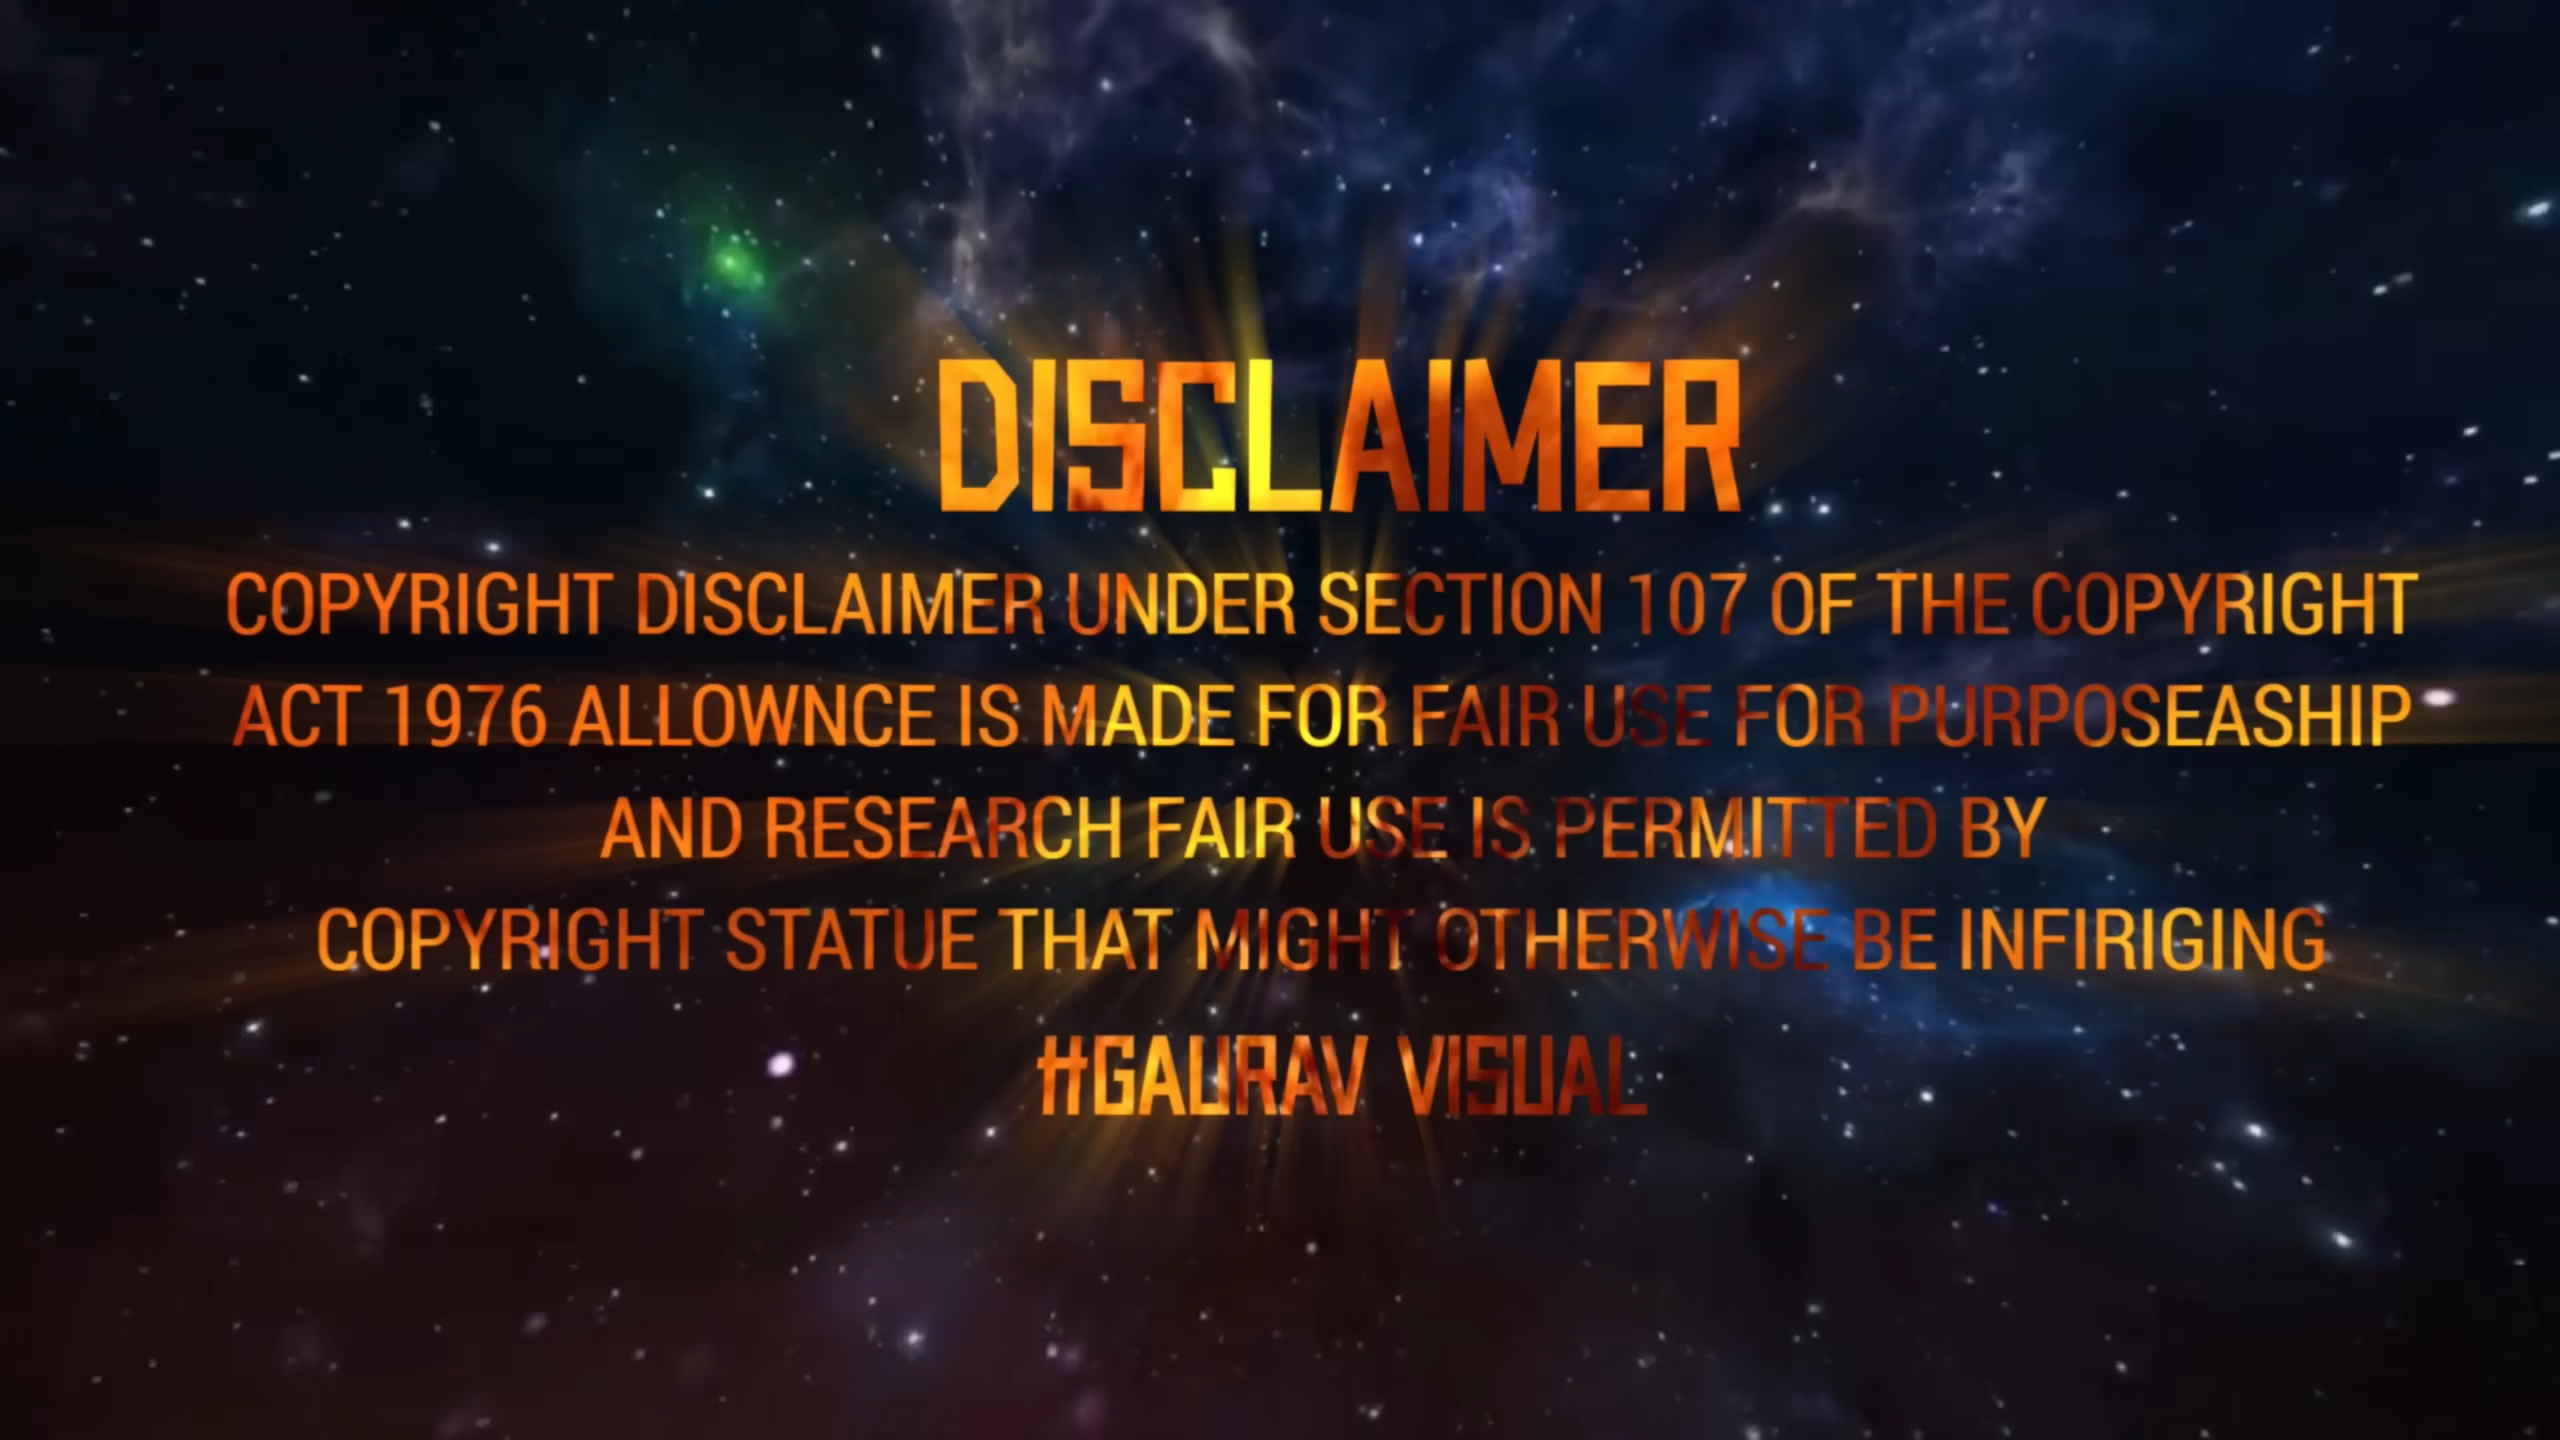 DISCLAIMER
COPYRIGHT DISCLAIMER UNDER SECTION 107 OF THE COPYRIGHT
ACT 1976 ALLOWNCE IS MADE FOR FAIR USE FOR PURPOSEASHIP
AND RESEARCH FAIR USE IS PERMITTED BY
COPYRIGHT STATUE THAT MIGHT OTHERWISE BE INFIRIGING
#GAURAV VISUAL